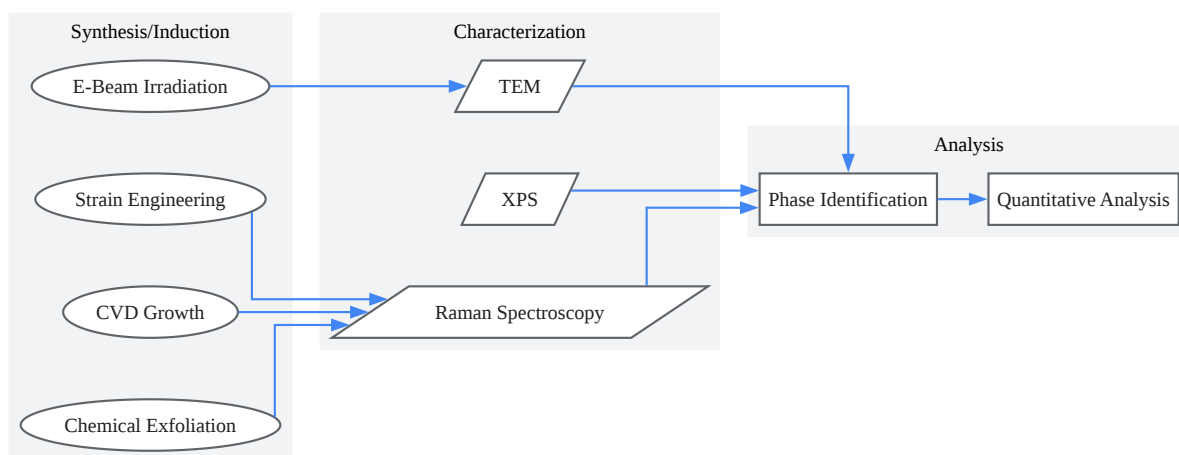 Synthesis/Induction
E-Beam Irradiation
Strain Engineering
CVD Growth
Chemical Exfoliation
Characterization
TEM
XPS
Raman Spectroscopy
Analysis
Phase Identification
Quantitative Analysis